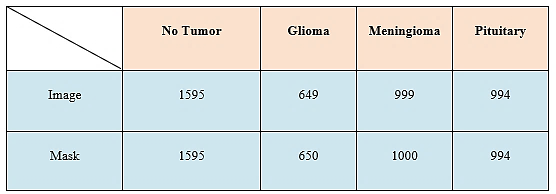 No Tumor Glioma Meningioma Pituitary
Image 1595 649 999 994
Mask 1595 650 1000 994